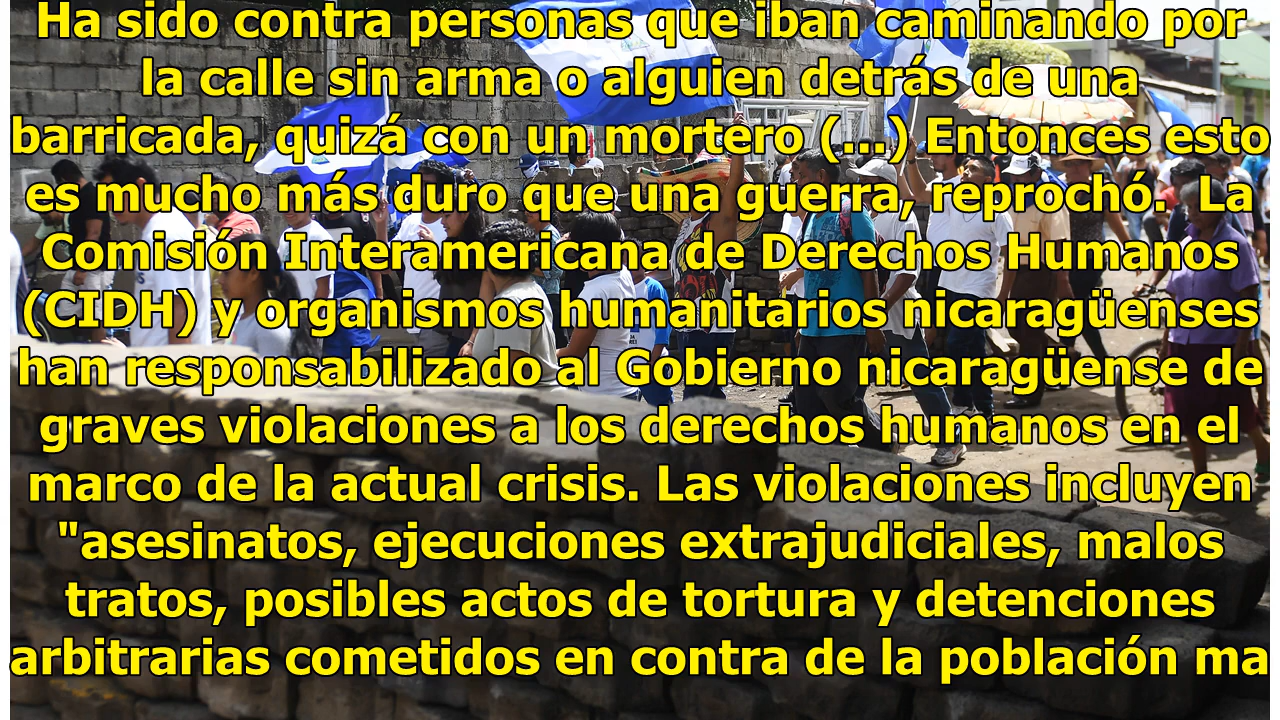 Ha sido contra personas que iban caminando por
la calle sin arma o alguien detrás de una
barricada, quizá con un mortero (...) Entonces esto
es mucho más duro que una guerra, reprochó. La
Comisión Interamericana de Derechos Humanos
(CIDH) y organismos humanitarios nicaragüenses
han responsabilizado al Gobierno nicaragüense de
graves violaciones a los derechos humanos en el
marco de la actual crisis. Las violaciones incluyen
"asesinatos, ejecuciones extrajudiciales, malos
tratos, posibles actos de tortura y detenciones
arbitrarias cometidos en contra de la población ma